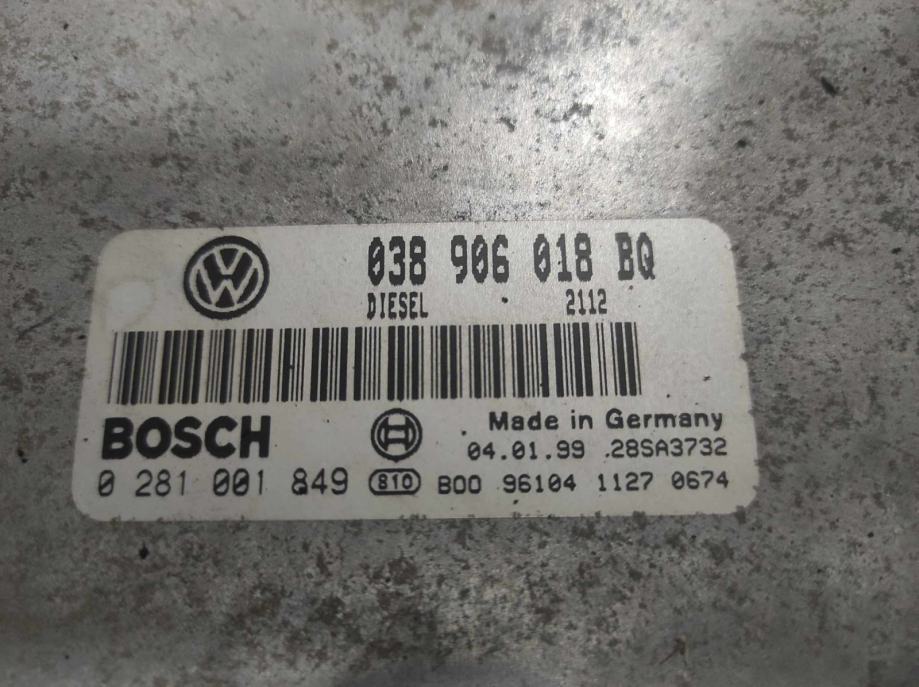 038 906 018 BQ
DIESEL 2112
BOSCH
Made in Germany
04.01.99 .28SA3732
0 281 001 849 810 B00 96104 1127 0674